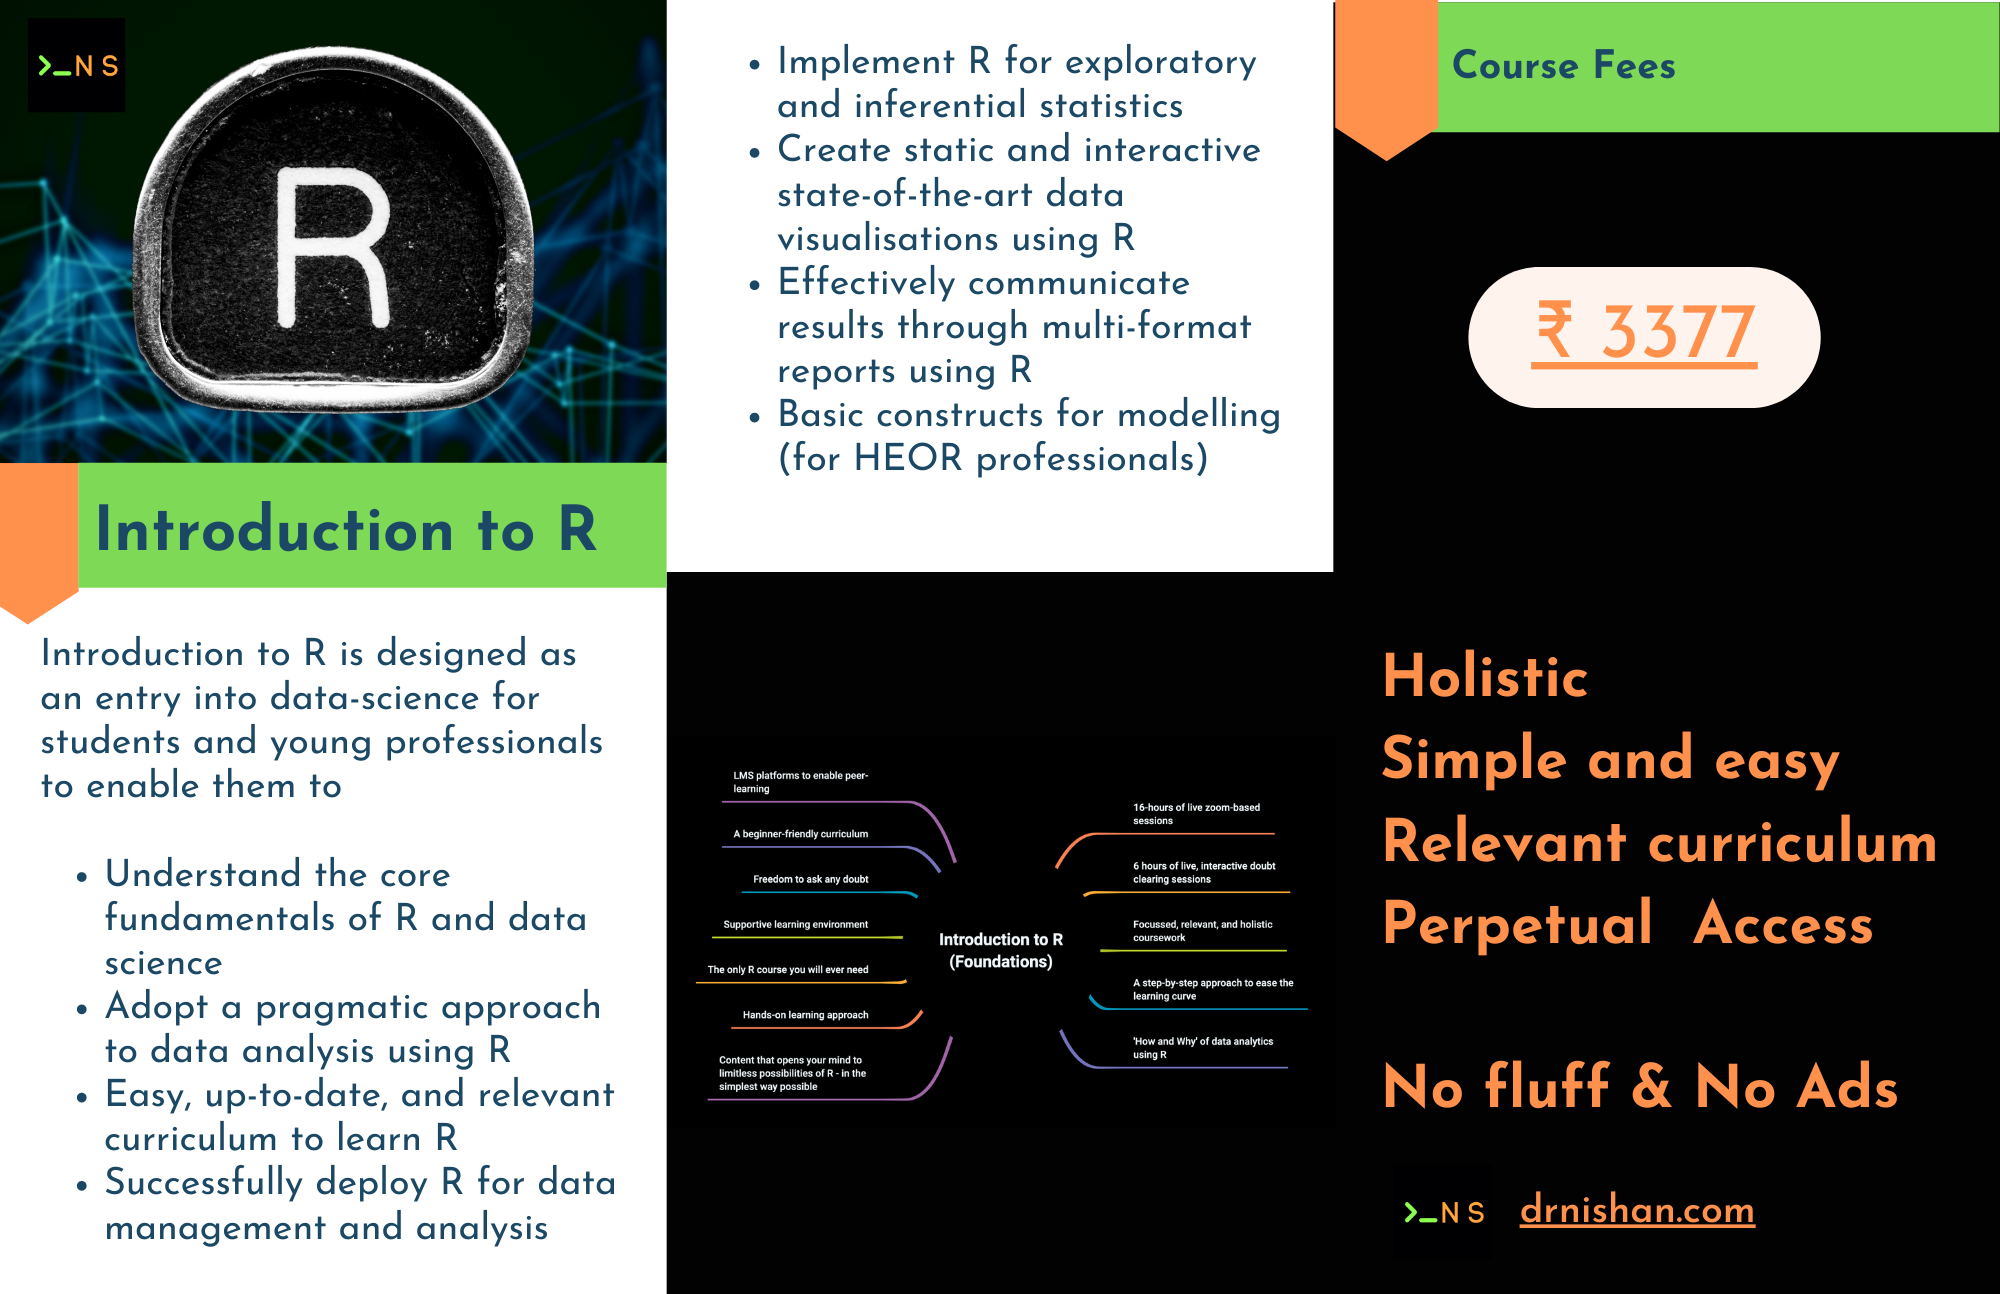 >_N S
R
Introduction to R
Introduction to R is designed as
an entry into data-science for
students and young professionals
to enable them to
• Understand the core
fundamentals of R and data
science
• Adopt a pragmatic approach
to data analysis using R
• Easy, up-to-date, and relevant
curriculum to learn R
• Successfully deploy R for data
management and analysis
• Implement R for exploratory
and inferential statistics
• Create static and interactive
state-of-the-art data
visualisations using R
• Effectively communicate
results through multi-format
reports using R
• Basic constructs for modelling
(for HEOR professionals)
LMS platforms to enable peer-
learning
A beginner-friendly curriculum
Freedom to ask any doubt
Supportive learning environment
The only R course you will ever need
Hands-on learning approach
Content that opens your mind to
limitless possibilities of R - in the
simplest way possible
Introduction to R
(Foundations)
16-hours of live zoom-based
sessions
6 hours of live, interactive doubt
clearing sessions
Focussed, relevant, and holistic
coursework
A step-by-step approach to ease the
learning curve
'How and Why' of data analytics
using R
Course Fees
₹ 3377
Holistic
Simple and easy
Relevant curriculum
Perpetual Access
No fluff & No Ads
>_N S
drnishan.com